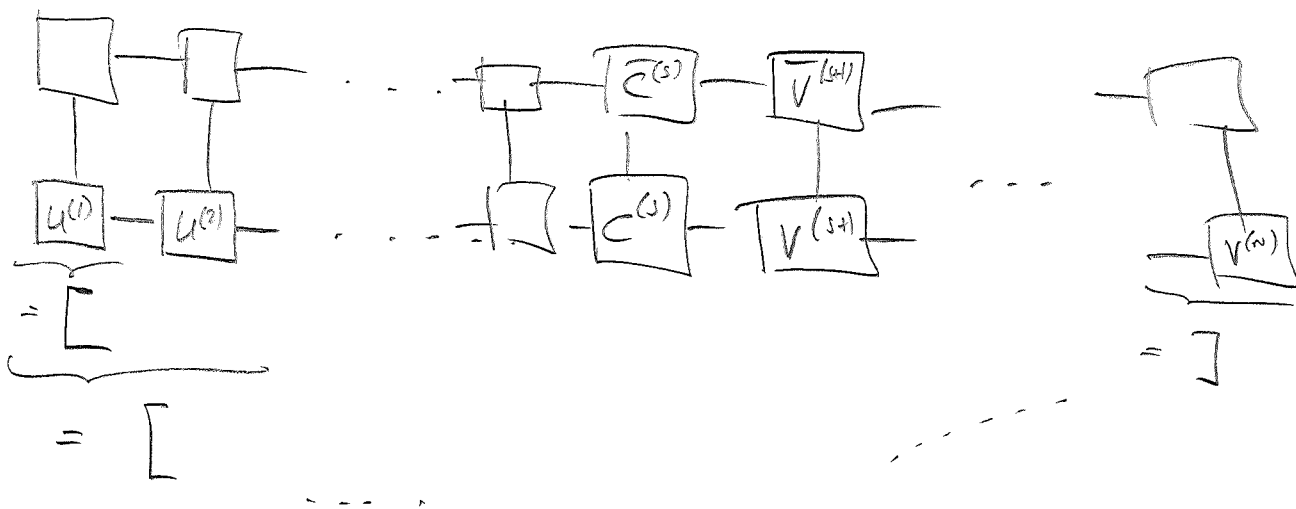 C̅^(s) V̅^(s+1)
U^(1) U^(2) C^(s) V^(s+1) V^(N)
= [ = ]
= [